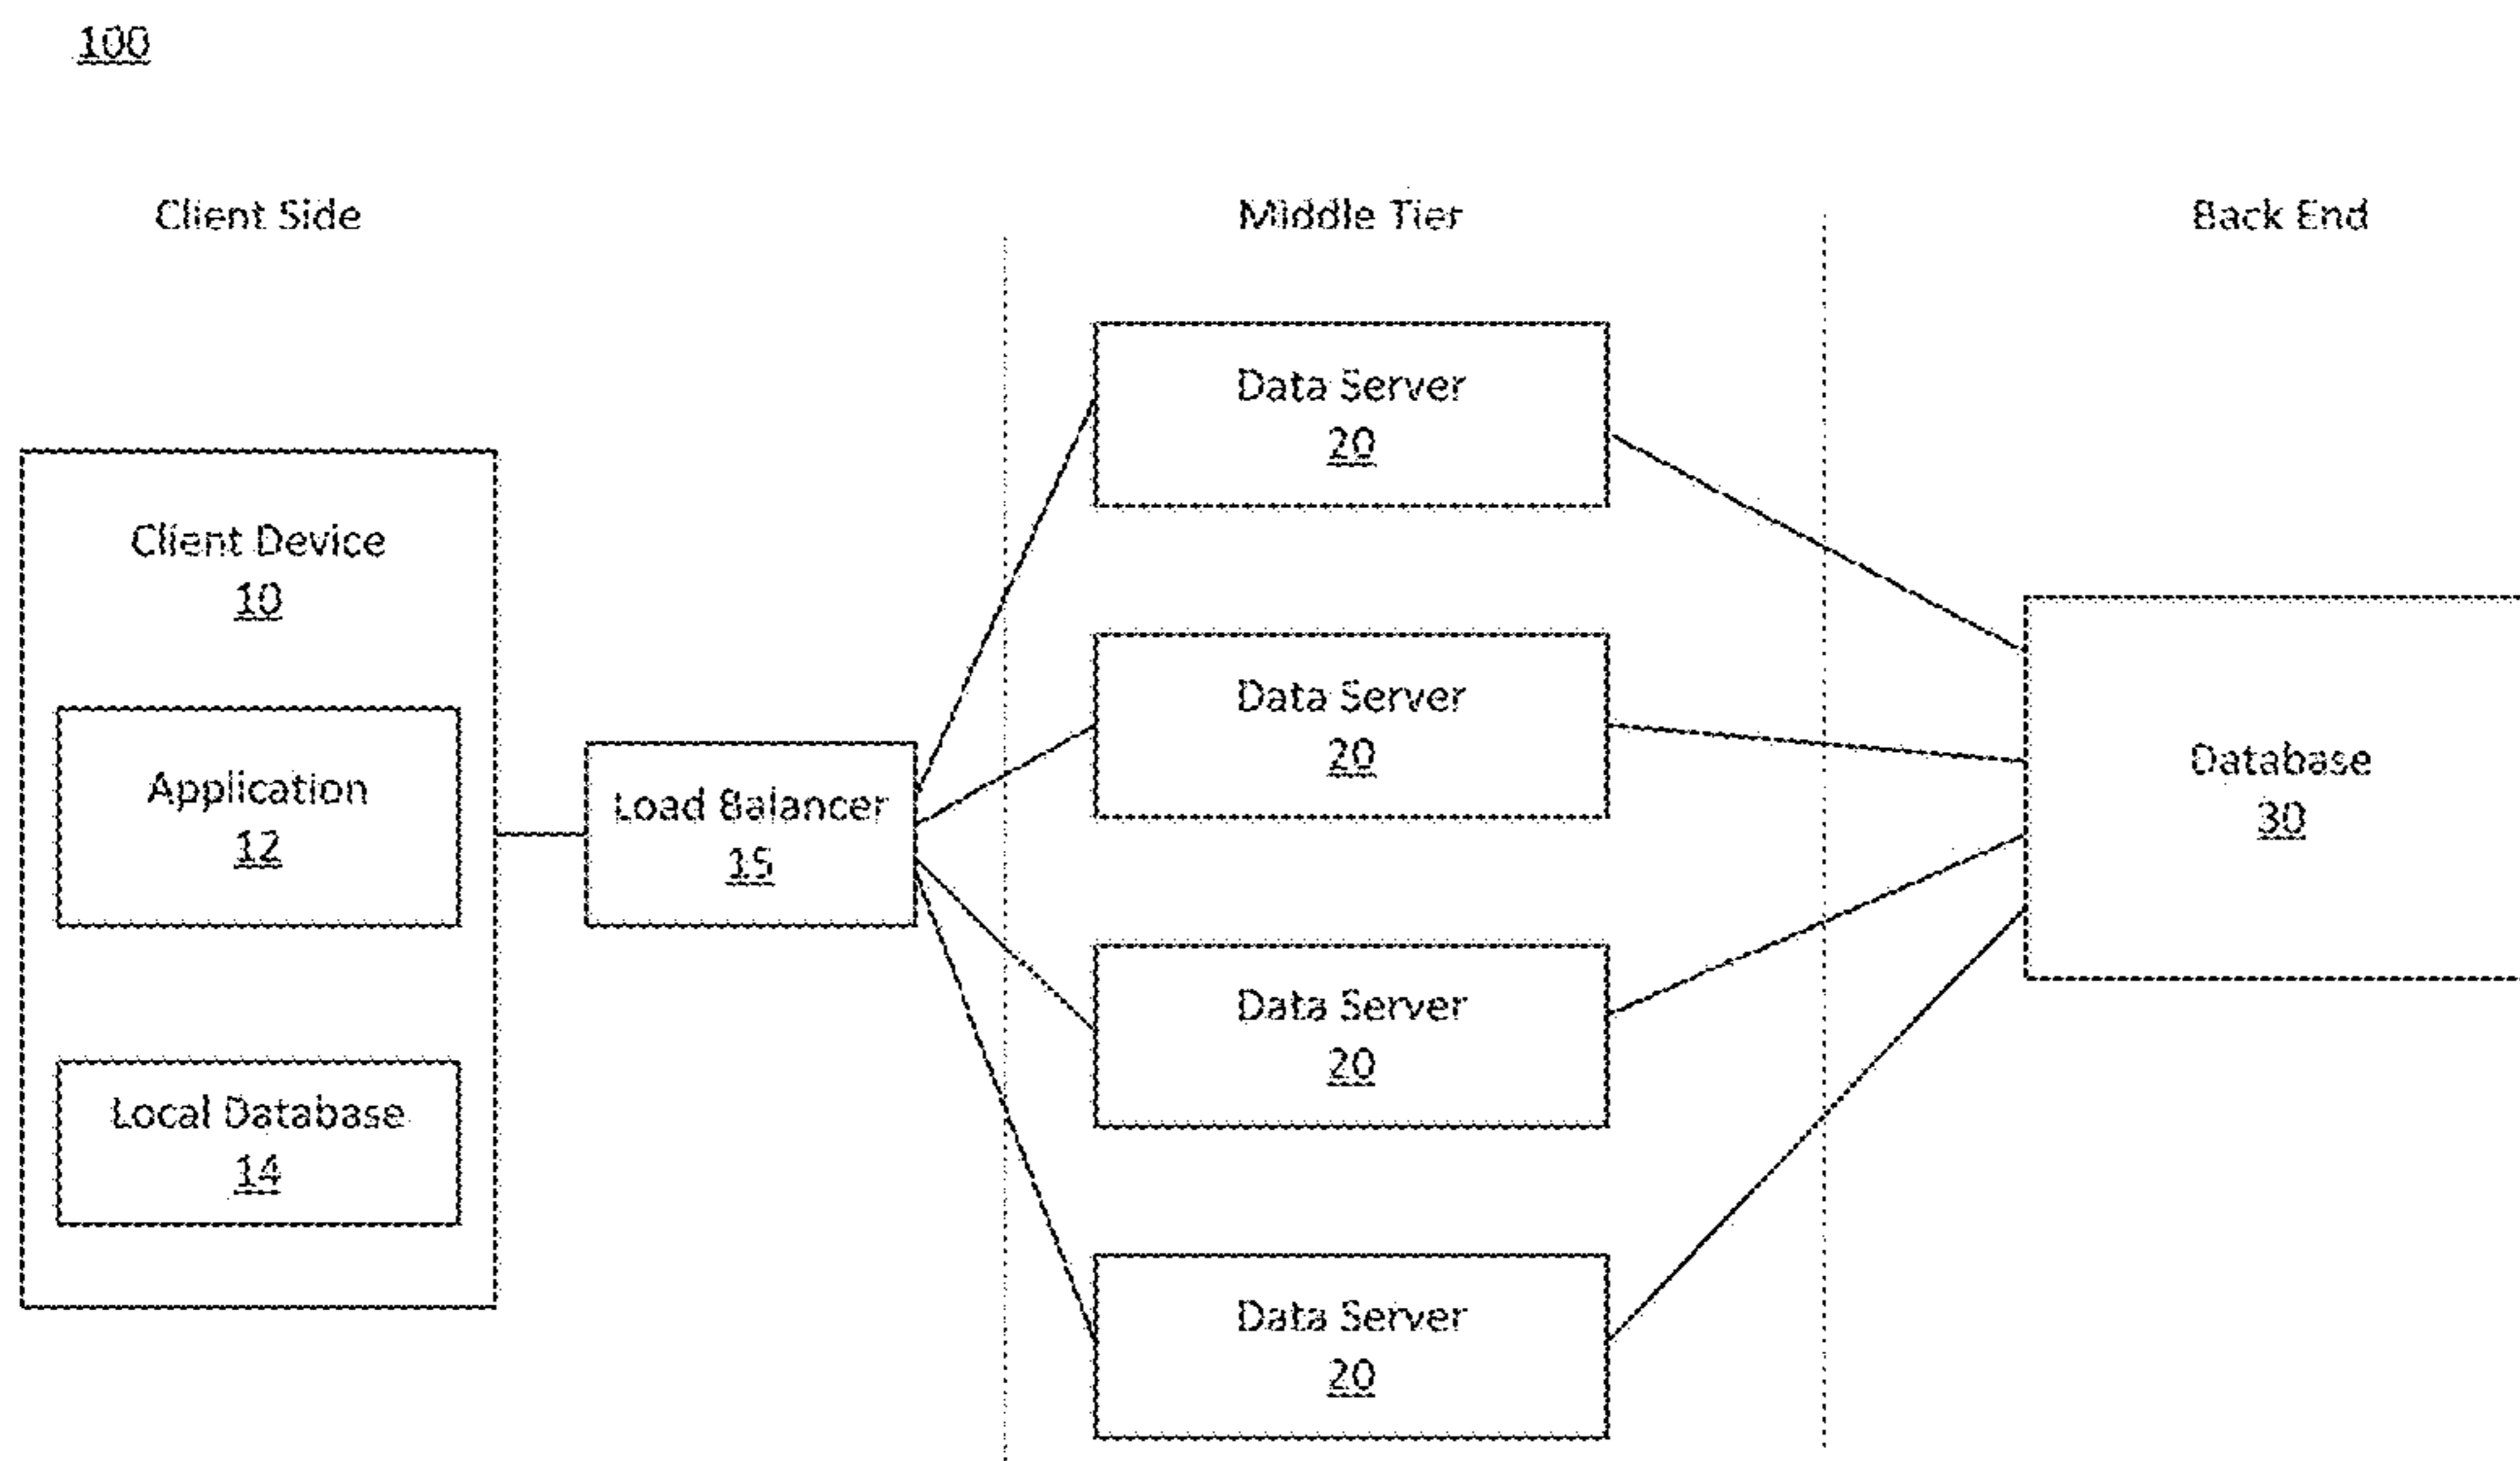 100
Client Side
Middle Tier
Back End
Client Device
10
Application
12
Local Database
14
Load Balancer
15
Data Server
20
Data Server
20
Data Server
20
Data Server
20
Database
30